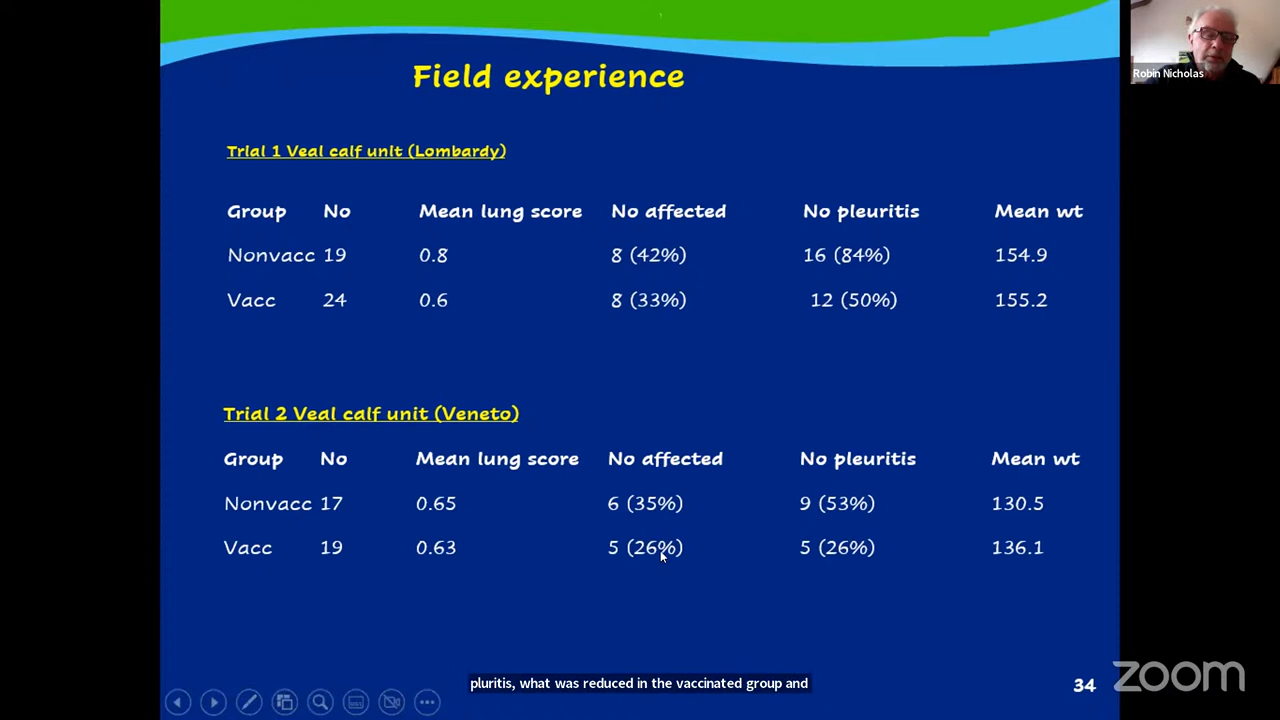 Field experience
Robin Nicholas
Trial 1 Veal calf unit (Lombardy)
Group No Mean lung score No affected No pleuritis Mean wt
Nonvacc 19 0.8 8 (42%) 16 (84%) 154.9
Vacc 24 0.6 8 (33%) 12 (50%) 155.2
Trial 2 Veal calf unit (Veneto)
Group No Mean lung score No affected No pleuritis Mean wt
Nonvacc 17 0.65 6 (35%) 9 (53%) 130.5
Vacc 19 0.63 5 (26%) 5 (26%) 136.1
pluritis, what was reduced in the vaccinated group and
34
zoom